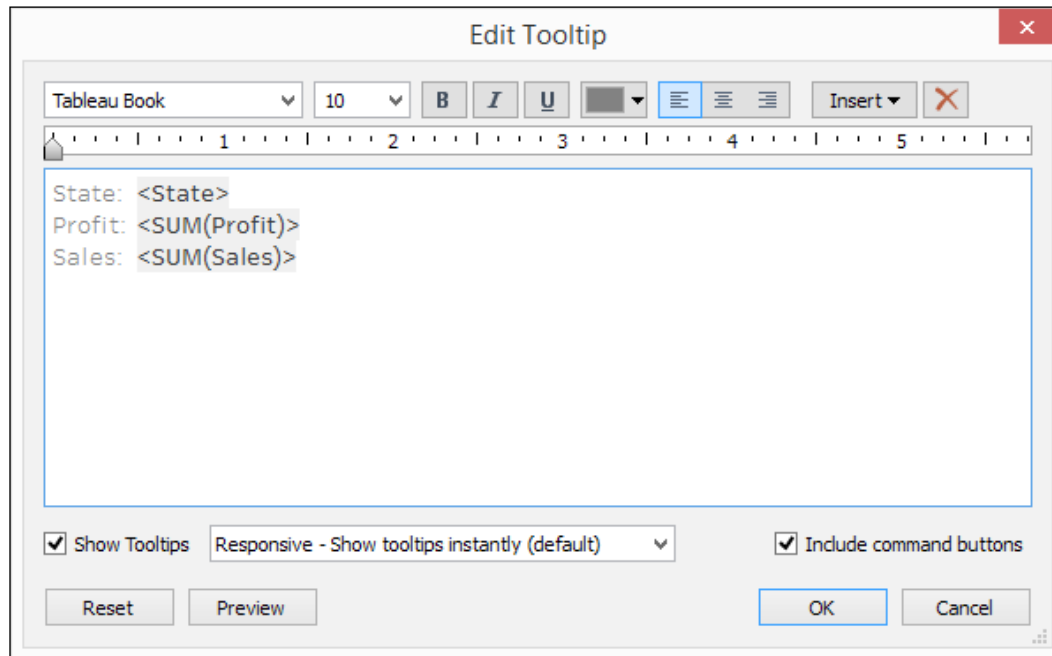 Edit Tooltip
Tableau Book 10 B I U Insert
1 2 3 4 5
State: <State>
Profit: <SUM(Profit)>
Sales: <SUM(Sales)>
Show Tooltips Responsive - Show tooltips instantly (default) Include command buttons
Reset Preview OK Cancel